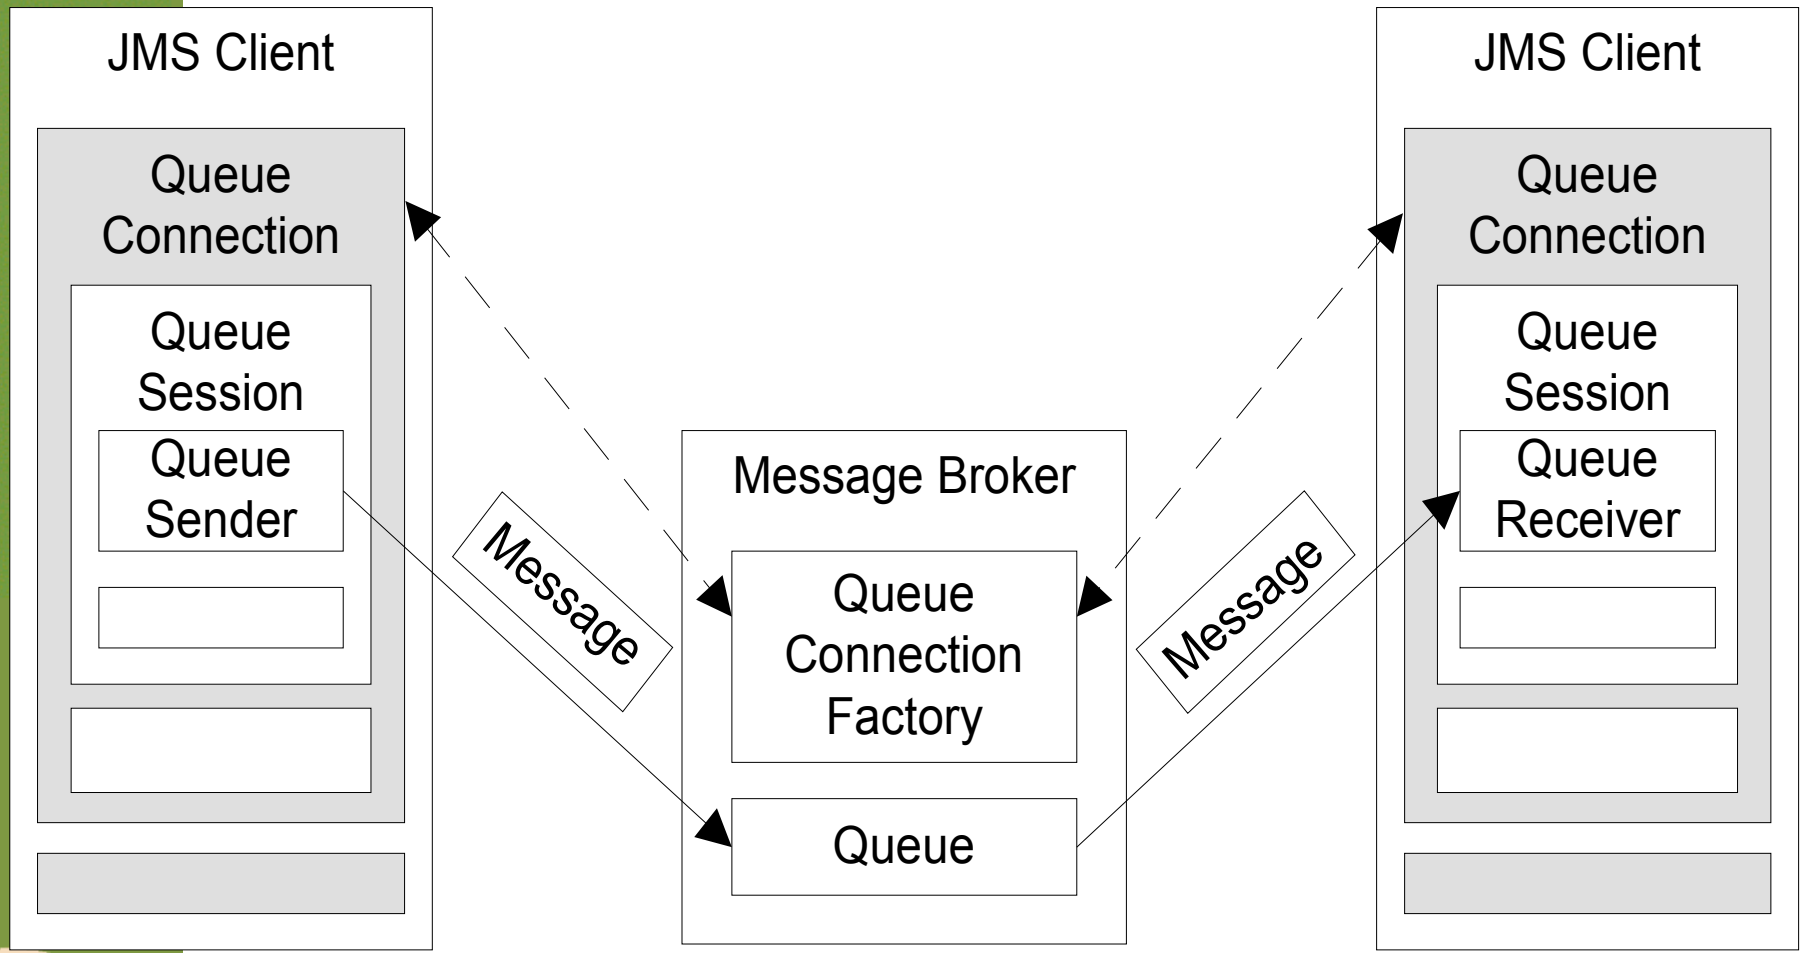 JMS Client
Queue
Connection
Queue
Session
Queue
Sender
Message
Message Broker
Queue
Connection
Factory
Queue
Message
JMS Client
Queue
Connection
Queue
Session
Queue
Receiver